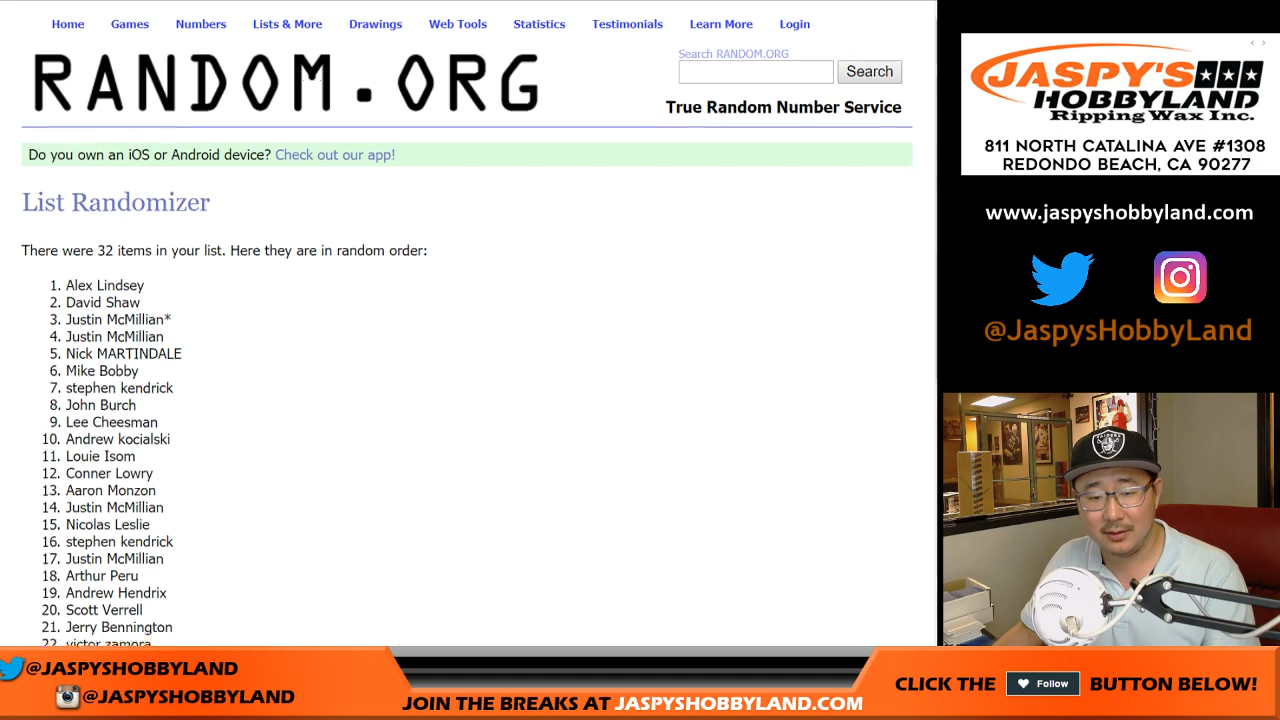 Home Games Numbers Lists & More Drawings Web Tools Statistics Testimonials Learn More Login
RANDOM.ORG
Search RANDOM.ORG
Search
True Random Number Service
Do you own an iOS or Android device? Check out our app!
List Randomizer
There were 32 items in your list. Here they are in random order:
1. Alex Lindsey
2. David Shaw
3. Justin McMillian*
4. Justin McMillian
5. Nick MARTINDALE
6. Mike Bobby
7. stephen kendrick
8. John Burch
9. Lee Cheesman
10. Andrew kocialski
11. Louie Isom
12. Conner Lowry
13. Aaron Monzon
14. Justin McMillian
15. Nicolas Leslie
16. stephen kendrick
17. Justin McMillian
18. Arthur Peru
19. Andrew Hendrix
20. Scott Verrell
21. Jerry Bennington
22. victor zamora
JASPY'S
HOBBYLAND
Ripping Wax Inc.
811 NORTH CATALINA AVE #1308
REDONDO BEACH, CA 90277
www.jaspyshobbyland.com
@JaspysHobbyLand
RAIDERS
@JASPYSHOBBYLAND
@JASPYSHOBBYLAND
JOIN THE BREAKS AT JASPYSHOBBYLAND.COM
CLICK THE Follow BUTTON BELOW!